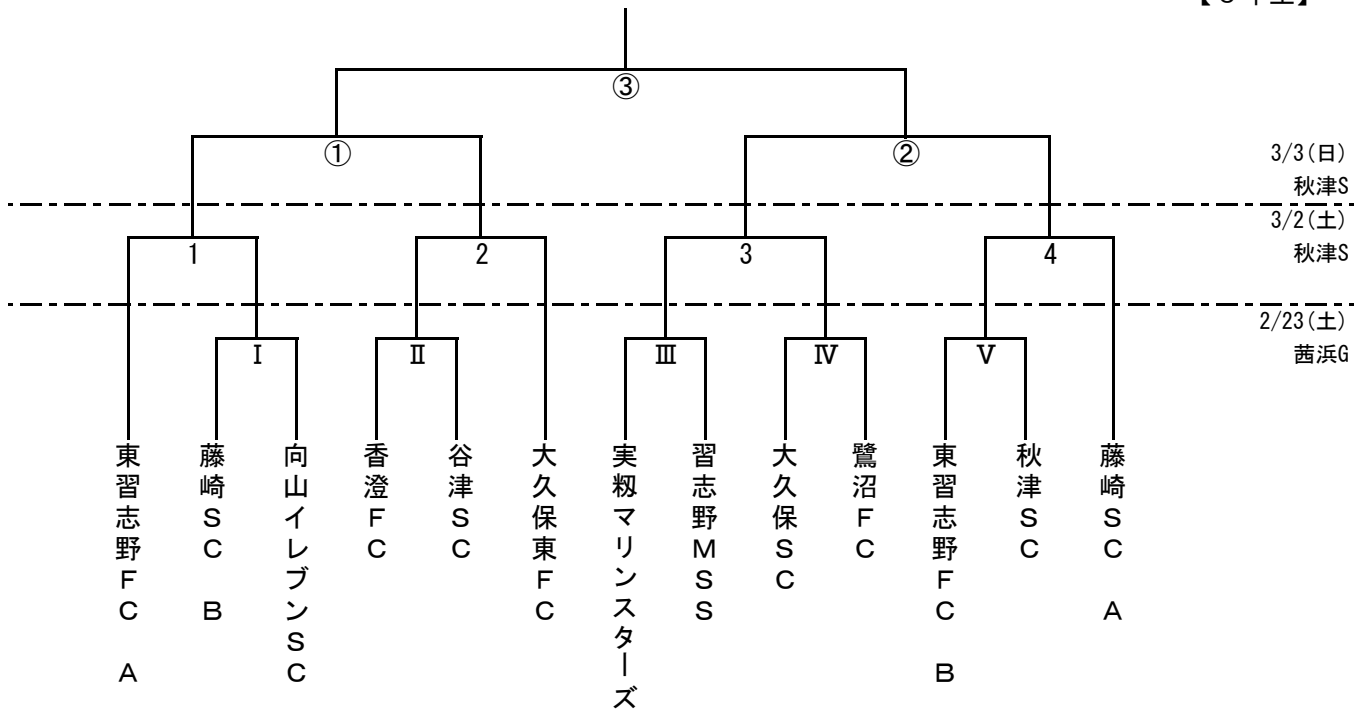 ③
①
②
3/3(日)
秋津S
3/2(土)
秋津S
1
2
3
4
2/23(土)
茜浜G
Ⅰ
Ⅱ
Ⅲ
Ⅳ
Ⅴ
東習志野FC A
藤崎SC B
向山イレブンSC
香澄FC
谷津SC
大久保東FC
実籾マリンスターズ
習志野MSS
大久保SC
鷺沼FC
東習志野FC B
秋津SC
藤崎SC A